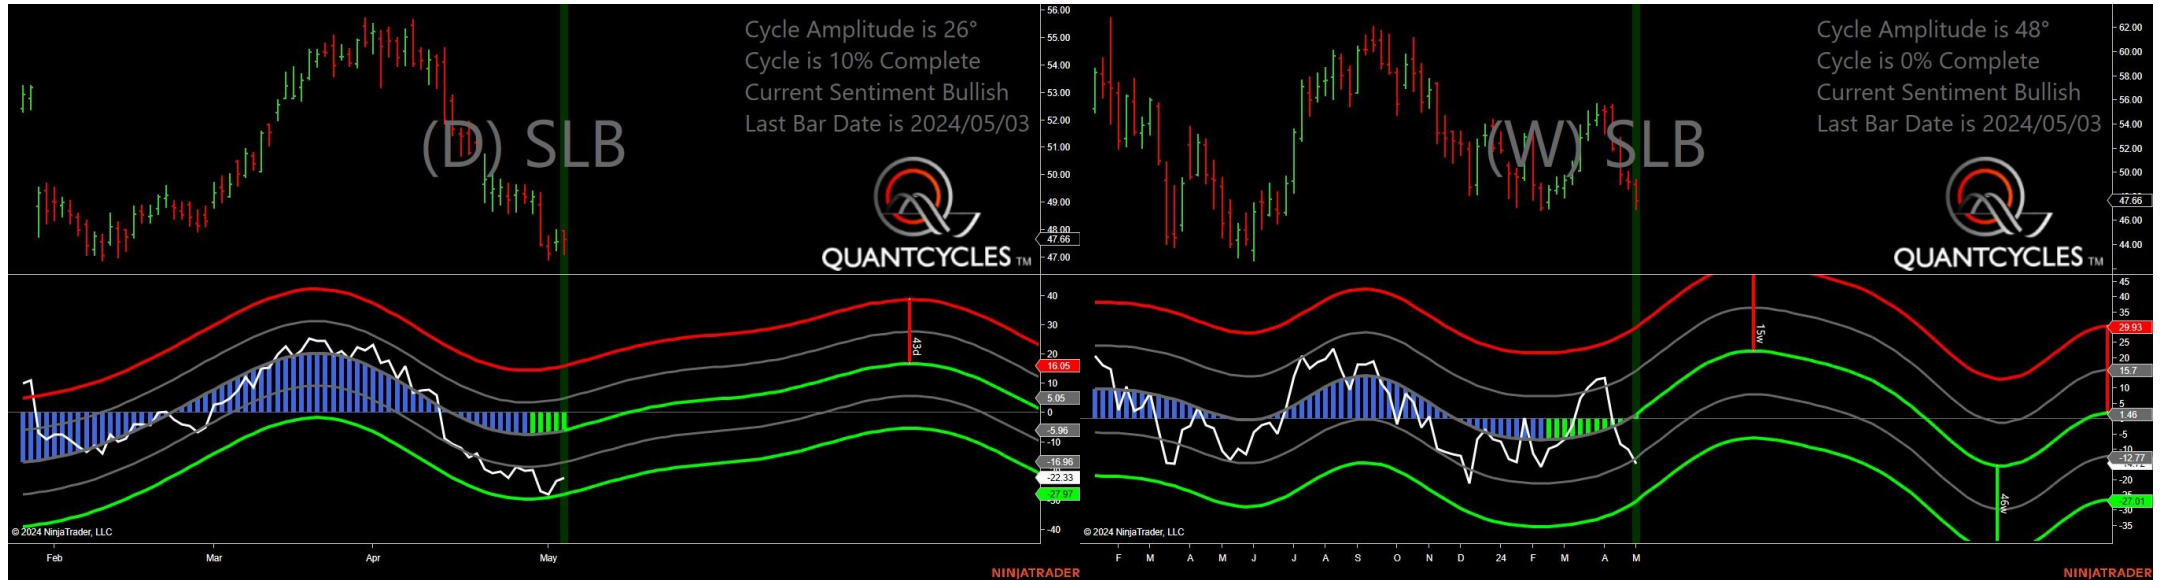 Cycle Amplitude is 26°
Cycle is 10% Complete
Current Sentiment Bullish
Last Bar Date is 2024/05/03
(D) SLB
QUANTCYCLES TM
56.00
55.00
54.00
53.00
52.00
51.00
50.00
49.00
48.00
47.66
47.00
43d
40
30
20
16.05
10
5.05
0
-5.96
-10
-16.96
-22.33
-27.97
-40
© 2024 NinjaTrader, LLC
Feb Mar Apr May
NINJATRADER
Cycle Amplitude is 48°
Cycle is 0% Complete
Current Sentiment Bullish
Last Bar Date is 2024/05/03
(W) SLB
QUANTCYCLES TM
62.00
60.00
58.00
56.00
54.00
52.00
50.00
47.66
46.00
44.00
15w
46w
45
40
35
29.93
25
20
15.7
10
5
1.46
-5
-10
-12.77
-20
-27.01
-30
-35
© 2024 NinjaTrader, LLC
F M A M J J A S O N D 24 F M A M
NINJATRADER